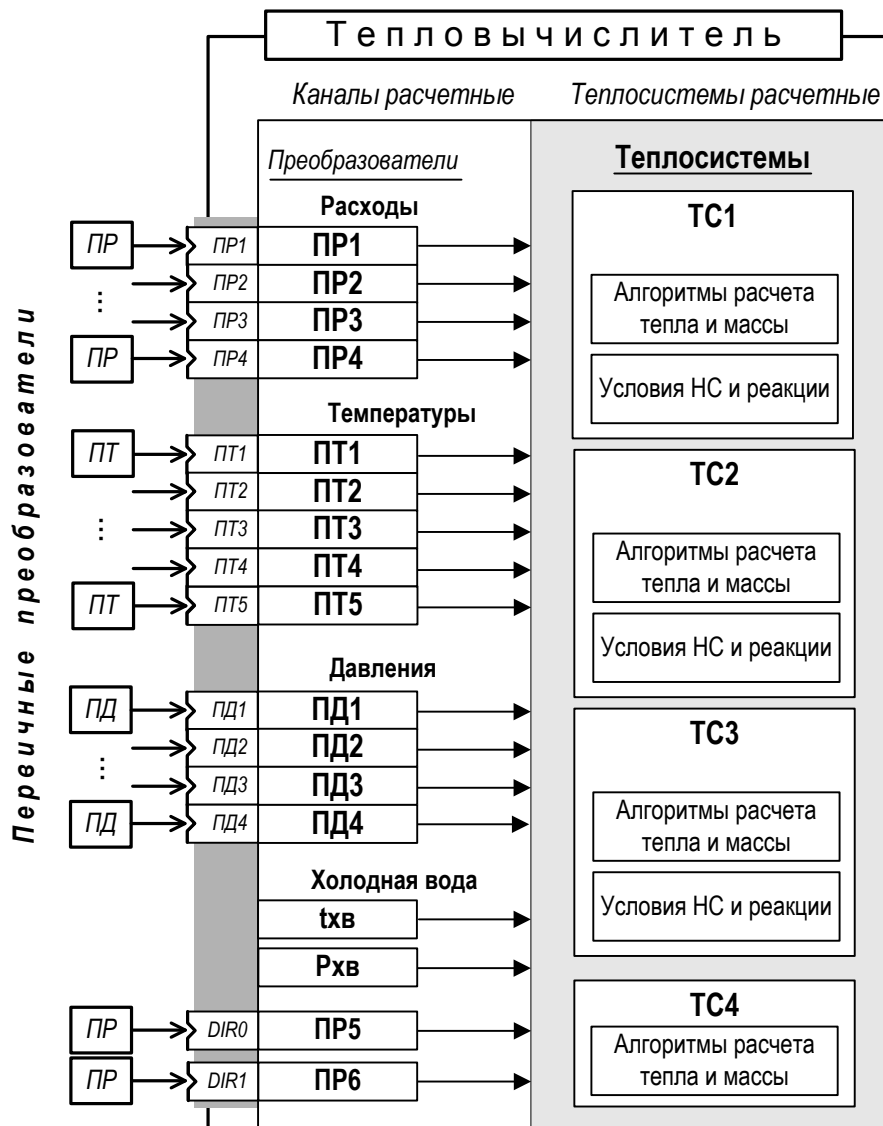 Тепловычислитель
Каналы расчетные
Теплосистемы расчетные
Первичные преобразователи
Преобразователи
Расходы
ПР ПР1 ПР1
ПР2 ПР2
...
ПР3 ПР3
ПР ПР4 ПР4
Температуры
ПТ ПТ1 ПТ1
ПТ2 ПТ2
...
ПТ3 ПТ3
ПТ4 ПТ4
ПТ ПТ5 ПТ5
Давления
ПД ПД1 ПД1
ПД2 ПД2
...
ПД3 ПД3
ПД ПД4 ПД4
Холодная вода
tхв
Рхв
ПР DIR0 ПР5
ПР DIR1 ПР6
Теплосистемы
ТС1
Алгоритмы расчета
тепла и массы
Условия НС и реакции
ТС2
Алгоритмы расчета
тепла и массы
Условия НС и реакции
ТС3
Алгоритмы расчета
тепла и массы
Условия НС и реакции
ТС4
Алгоритмы расчета
тепла и массы